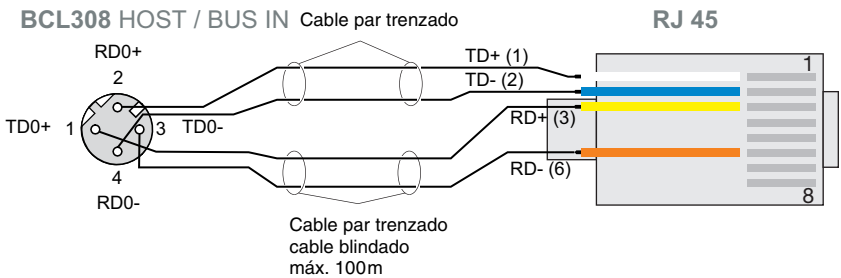 BCL308 HOST / BUS IN
Cable par trenzado
RJ 45
RD0+
2
TD0+ 1
3 TD0-
4
RD0-
TD+ (1)
TD- (2)
RD+ (3)
RD- (6)
1
8
Cable par trenzado
cable blindado
máx. 100m